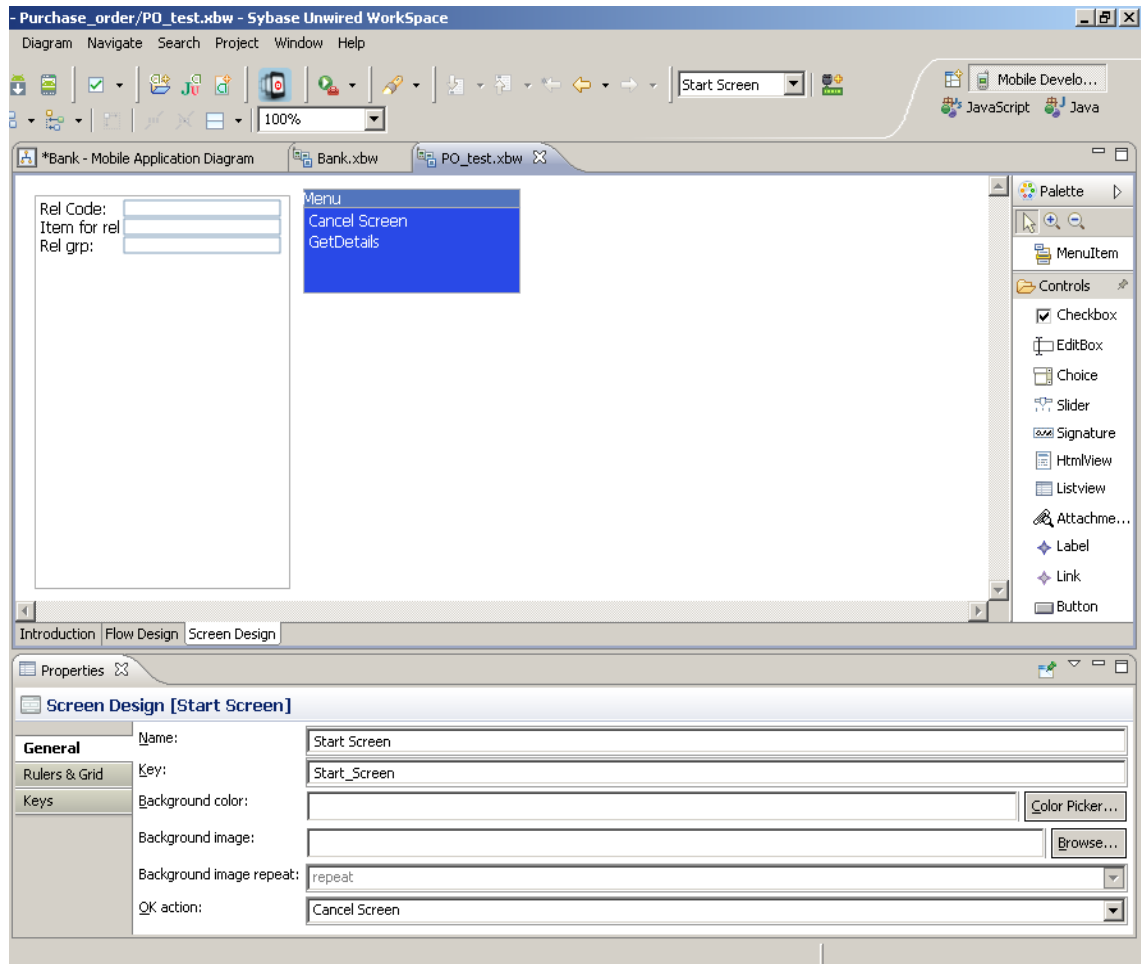 - Purchase_order/PO_test.xbw - Sybase Unwired WorkSpace
Diagram Navigate Search Project Window Help
Start Screen
Mobile Develo...
JavaScript Java
100%
*Bank - Mobile Application Diagram Bank.xbw PO_test.xbw
Rel Code:
Item for rel
Rel grp:
Menu
Cancel Screen
GetDetails
Palette
MenuItem
Controls
Checkbox
EditBox
Choice
Slider
Signature
HtmlView
Listview
Attachme...
Label
Link
Button
Introduction Flow Design Screen Design
Properties
Screen Design [Start Screen]
General
Rulers & Grid
Keys
Name: Start Screen
Key: Start_Screen
Background color: Color Picker...
Background image: Browse...
Background image repeat: repeat
OK action: Cancel Screen